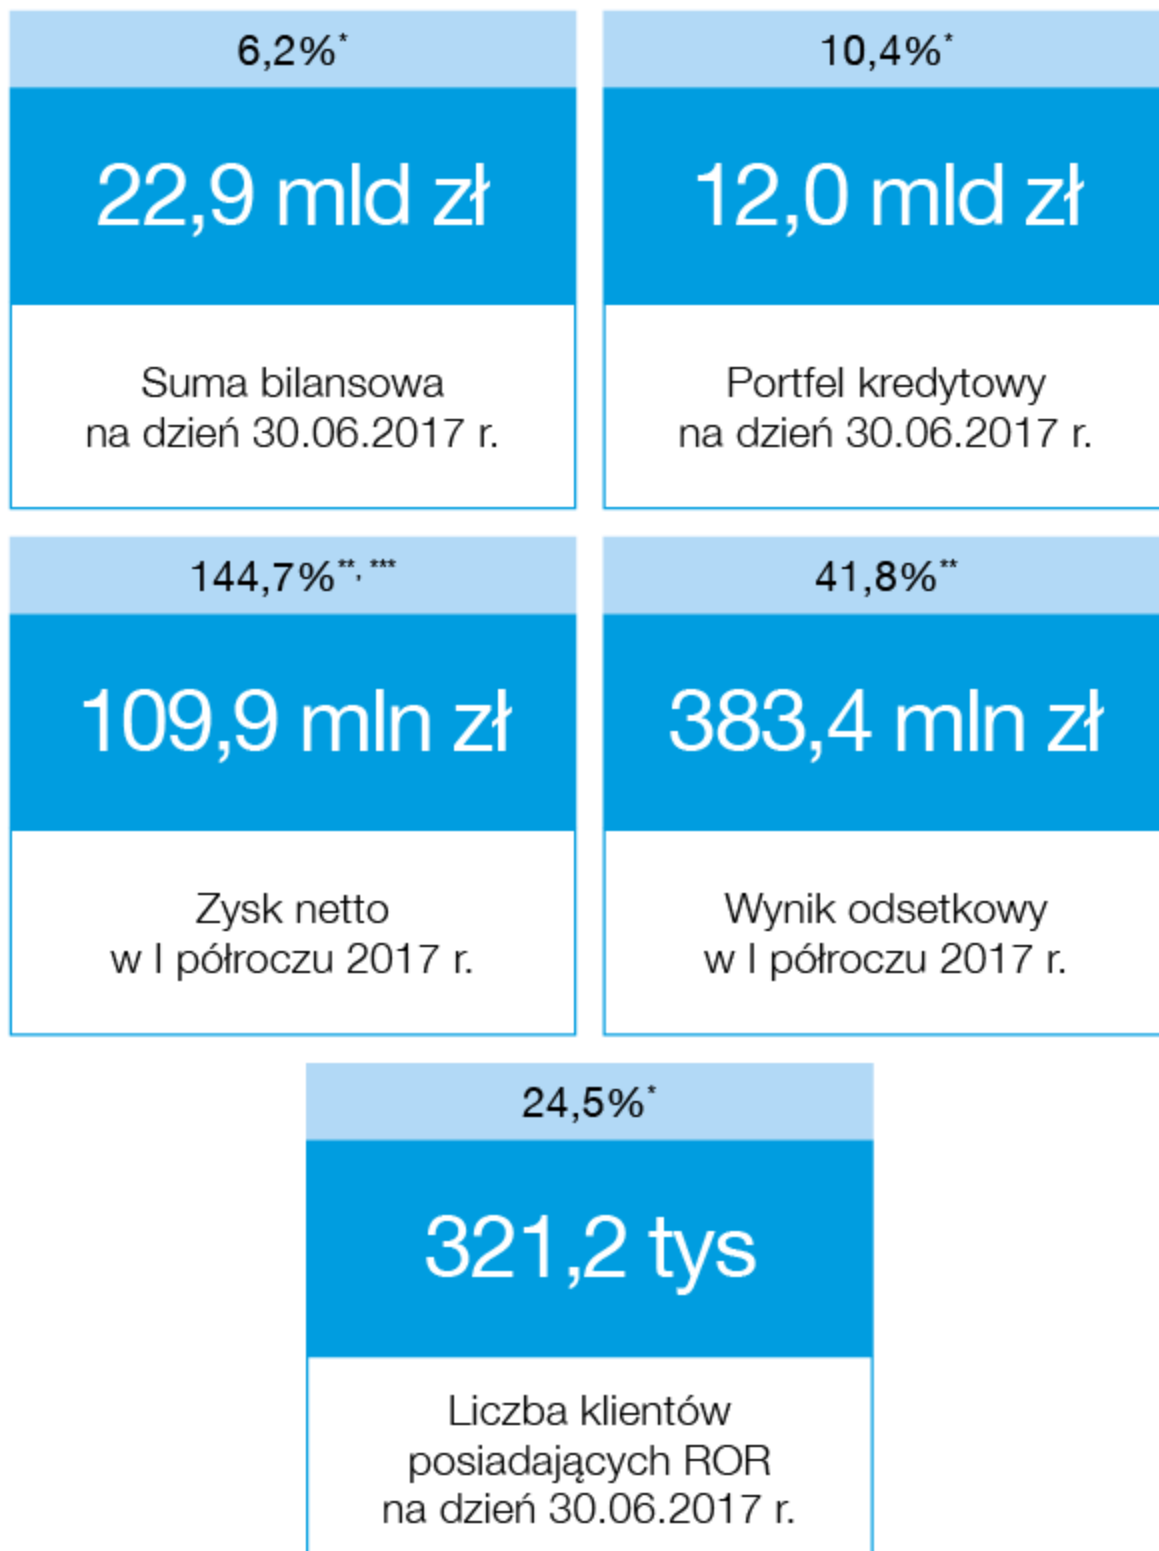 6,2%*
22,9 mld zł
Suma bilansowa
na dzień 30.06.2017 r.
10,4%*
12,0 mld zł
Portfel kredytowy
na dzień 30.06.2017 r.
144,7%**, ***
109,9 mln zł
Zysk netto
w I półroczu 2017 r.
41,8%**
383,4 mln zł
Wynik odsetkowy
w I półroczu 2017 r.
24,5%*
321,2 tys
Liczba klientów
posiadających ROR
na dzień 30.06.2017 r.